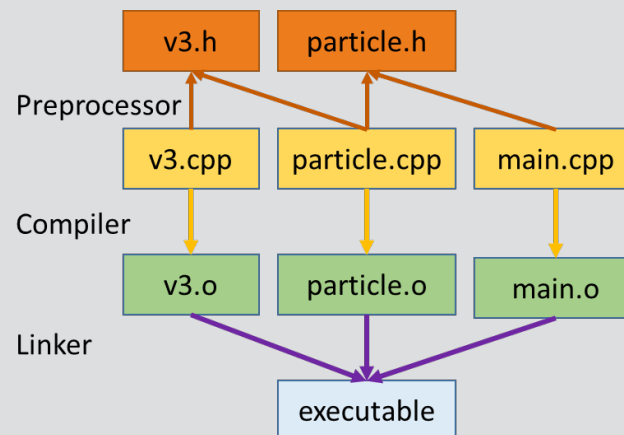 v3.h
particle.h
Preprocessor
v3.cpp
particle.cpp
main.cpp
Compiler
v3.o
particle.o
main.o
Linker
executable